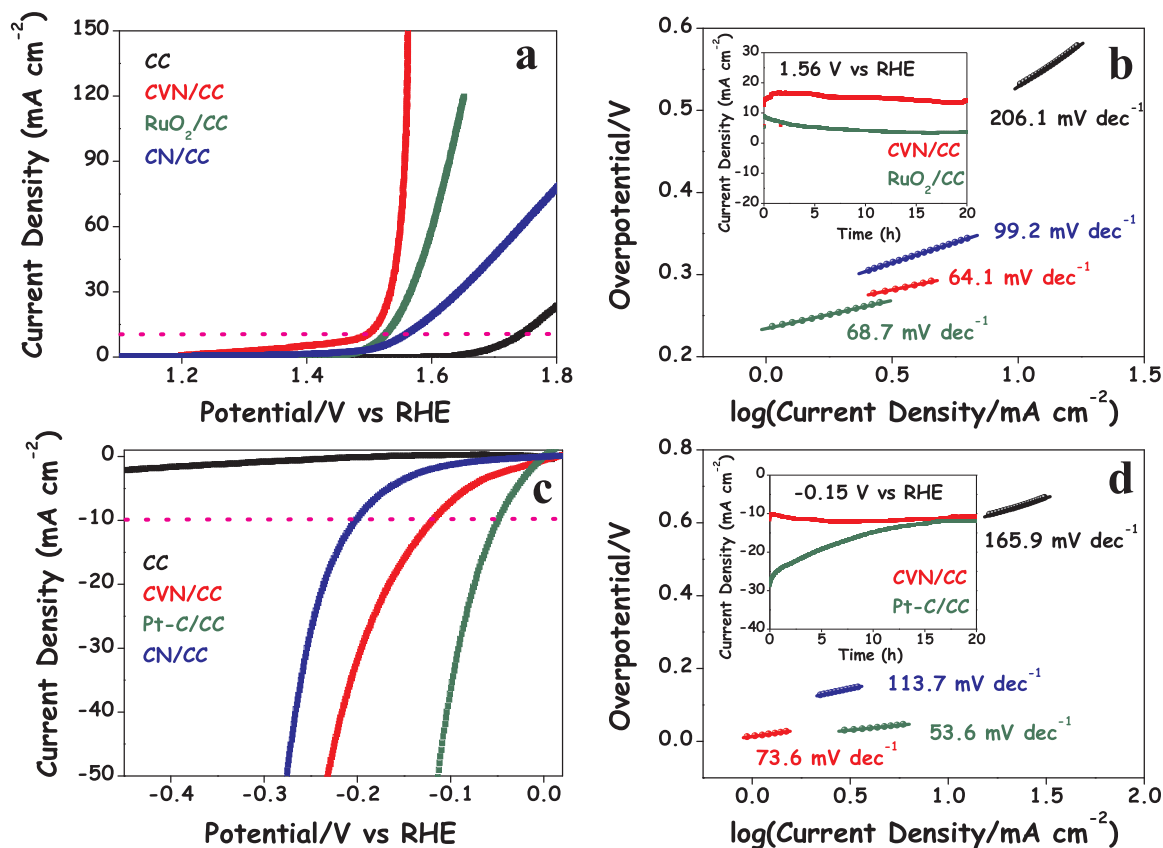 a
CC
CVN/CC
RuO₂/CC
CN/CC
150
120
90
60
30
0
Current Density (mA cm⁻²)
1.2
1.4
1.6
1.8
Potential/V vs RHE
b
0.6
0.5
0.4
0.3
0.2
Overpotential/V
30
20
10
0
-10
-20
Current Density (mA cm⁻²)
1.56 V vs RHE
CVN/CC
RuO₂/CC
0
5
10
15
20
Time (h)
206.1 mV dec⁻¹
99.2 mV dec⁻¹
64.1 mV dec⁻¹
68.7 mV dec⁻¹
0.0
0.5
1.0
1.5
log(Current Density/mA cm⁻²)
c
0
-10
-20
-30
-40
-50
Current Density (mA cm⁻²)
CC
CVN/CC
Pt-C/CC
CN/CC
-0.4
-0.3
-0.2
-0.1
0.0
Potential/V vs RHE
d
0.8
0.6
0.4
0.2
0.0
Overpotential/V
-10
-20
-30
-40
Current Density (mA cm⁻²)
-0.15 V vs RHE
CVN/CC
Pt-C/CC
0
5
10
15
20
Time (h)
165.9 mV dec⁻¹
113.7 mV dec⁻¹
53.6 mV dec⁻¹
73.6 mV dec⁻¹
0.0
0.5
1.0
1.5
2.0
log(Current Density/mA cm⁻²)